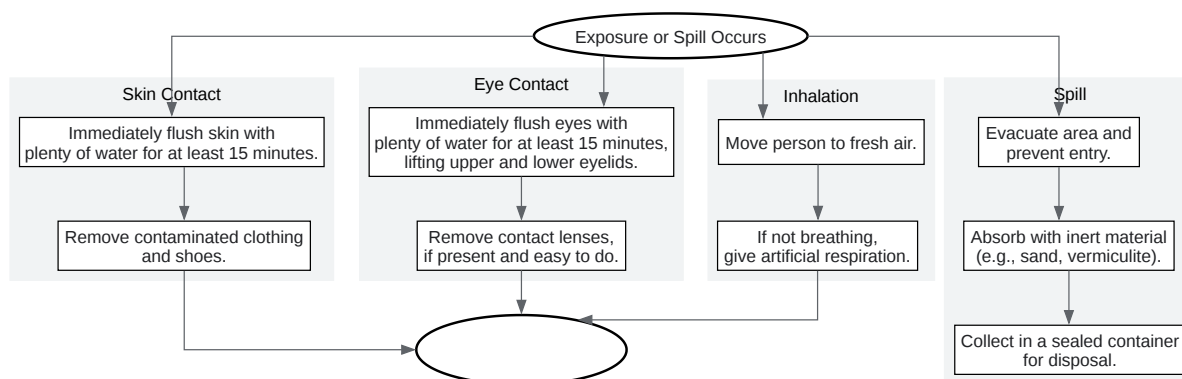 Exposure or Spill Occurs
Skin Contact
Immediately flush skin with
plenty of water for at least 15 minutes.
Remove contaminated clothing
and shoes.
Eye Contact
Immediately flush eyes with
plenty of water for at least 15 minutes,
lifting upper and lower eyelids.
Remove contact lenses,
if present and easy to do.
Inhalation
Move person to fresh air.
If not breathing,
give artificial respiration.
Spill
Evacuate area and
prevent entry.
Absorb with inert material
(e.g., sand, vermiculite).
Collect in a sealed container
for disposal.